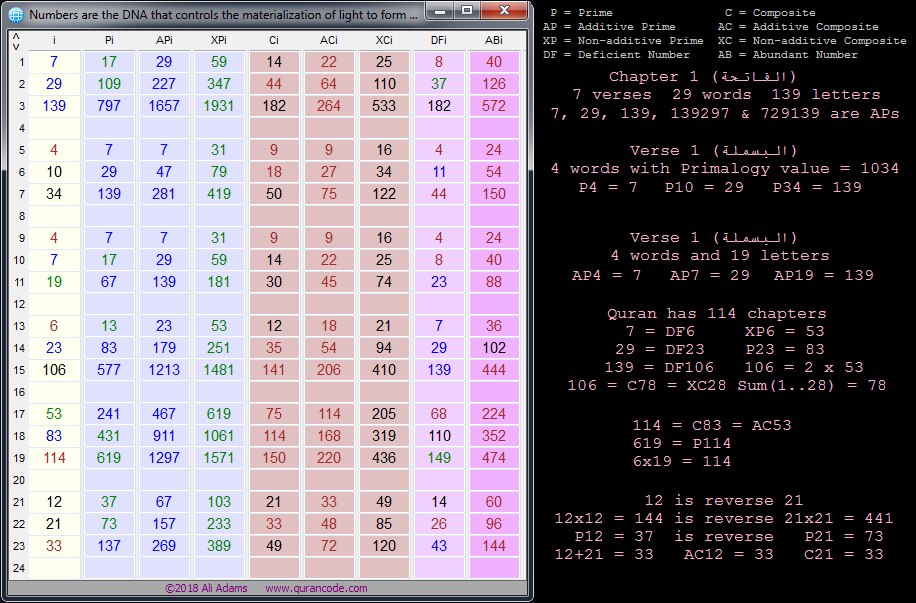 Numbers are the DNA that controls the materialization of light to form ...
i Pi APi XPi Ci ACi XCi DFi ABi
1 7 17 29 59 14 22 25 8 40
2 29 109 227 347 44 64 110 37 126
3 139 797 1657 1931 182 264 533 182 572
4
5 4 7 7 31 9 9 16 4 24
6 10 29 47 79 18 27 34 11 54
7 34 139 281 419 50 75 122 44 150
8
9 4 7 7 31 9 9 16 4 24
10 7 17 29 59 14 22 25 8 40
11 19 67 139 181 30 45 74 23 88
12
13 6 13 23 53 12 18 21 7 36
14 23 83 179 251 35 54 94 29 102
15 106 577 1213 1481 141 206 410 139 444
16
17 53 241 467 619 75 114 205 68 224
18 83 431 911 1061 114 168 319 110 352
19 114 619 1297 1571 150 220 436 149 474
20
21 12 37 67 103 21 33 49 14 60
22 21 73 157 233 33 48 85 26 96
23 33 137 269 389 49 72 120 43 144
24
©2018 Ali Adams www.qurancode.com
P = Prime C = Composite
AP = Additive Prime AC = Additive Composite
XP = Non-additive Prime XC = Non-additive Composite
DF = Deficient Number AB = Abundant Number
Chapter 1 (الفاتحة)
7 verses 29 words 139 letters
7, 29, 139, 139297 & 729139 are APs
Verse 1 (البسملة)
4 words with Primalogy value = 1034
P4 = 7 P10 = 29 P34 = 139
Verse 1 (البسملة)
4 words and 19 letters
AP4 = 7 AP7 = 29 AP19 = 139
Quran has 114 chapters
7 = DF6 XP6 = 53
29 = DF23 P23 = 83
139 = DF106 106 = 2 x 53
106 = C78 = XC28 Sum(1..28) = 78
114 = C83 = AC53
619 = P114
6x19 = 114
12 is reverse 21
12x12 = 144 is reverse 21x21 = 441
P12 = 37 is reverse P21 = 73
12+21 = 33 AC12 = 33 C21 = 33